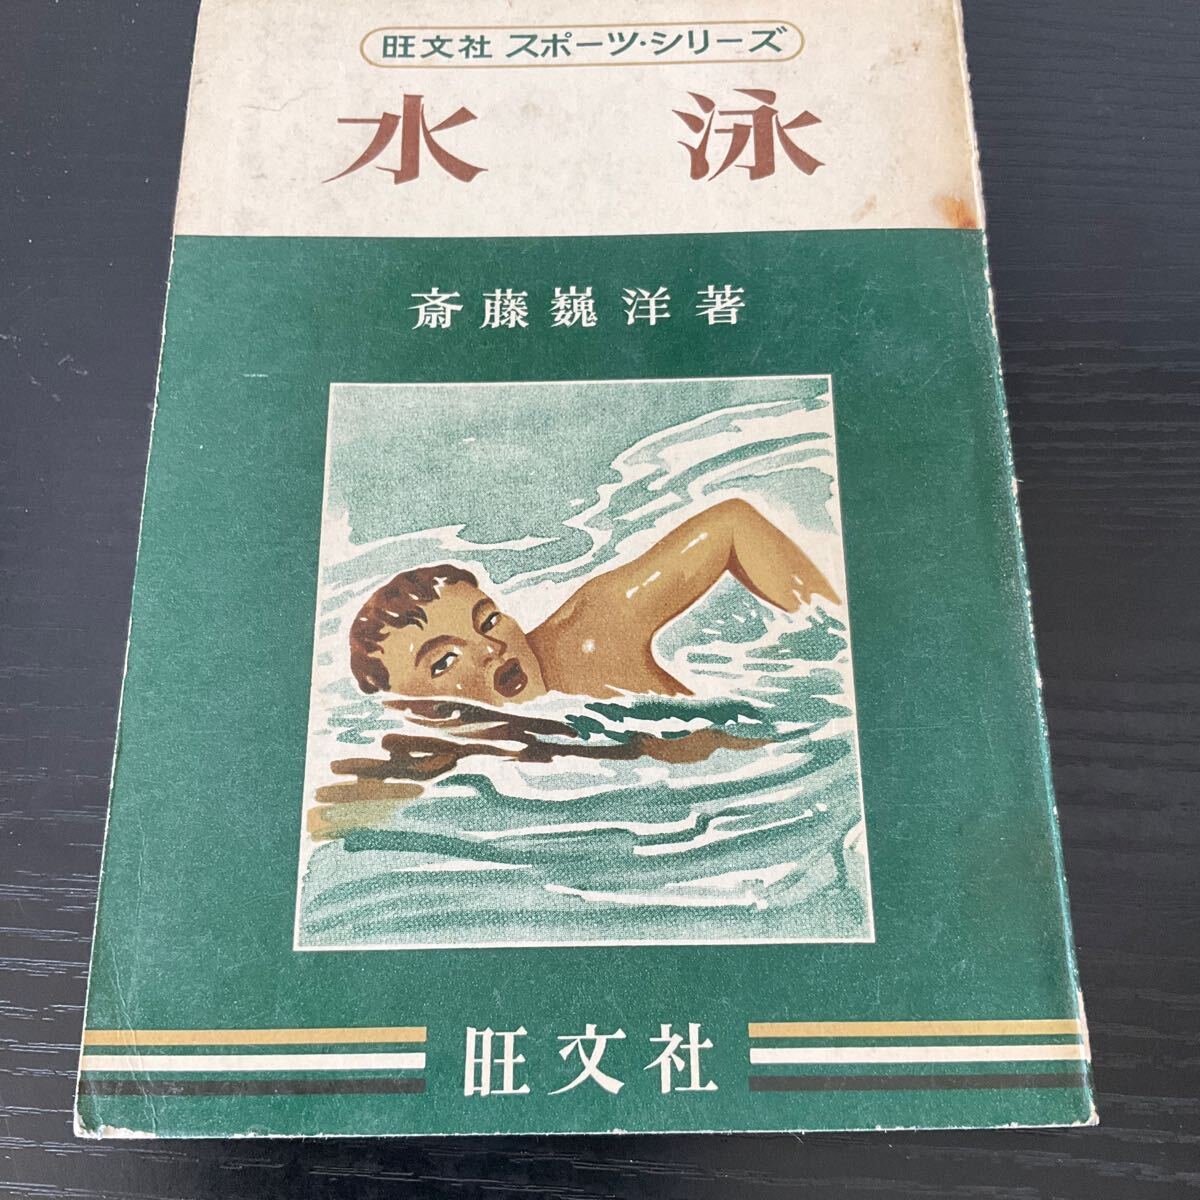 旺文社 スポーツ・シリーズ
水泳
斎藤巍洋著
旺文社